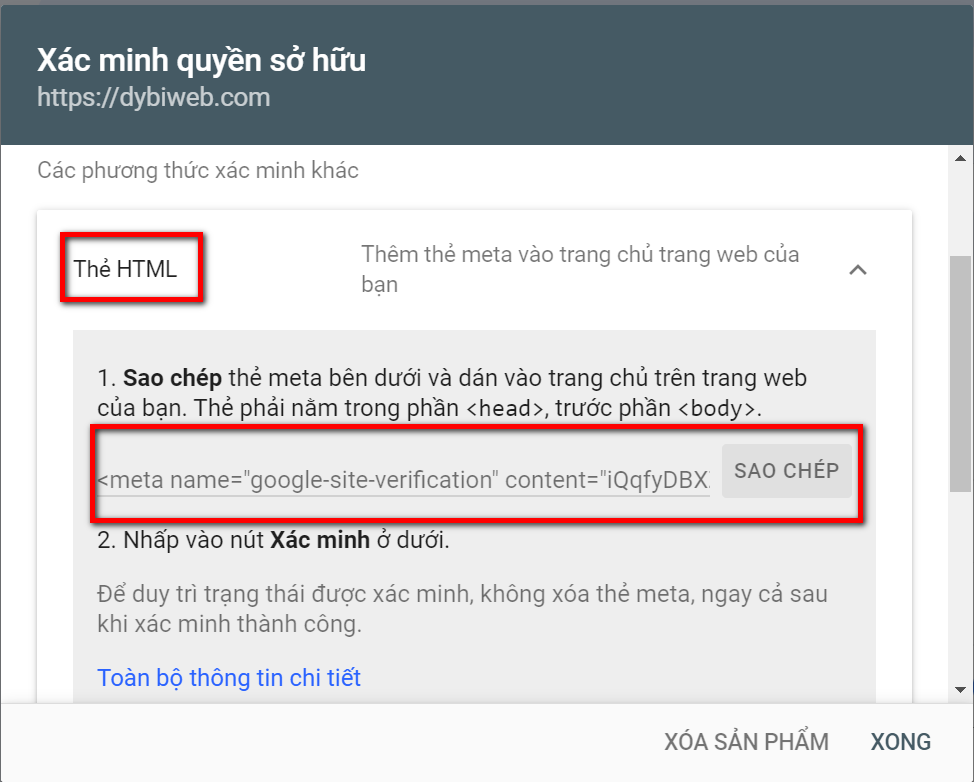 Xác minh quyền sở hữu
https://dybiweb.com
Các phương thức xác minh khác
Thẻ HTML
Thêm thẻ meta vào trang chủ trang web của
bạn
1. Sao chép thẻ meta bên dưới và dán vào trang chủ trên trang web
của bạn. Thẻ phải nằm trong phần <head>, trước phần <body>.
<meta name="google-site-verification" content="iQqfyDBX
SAO CHÉP
2. Nhấp vào nút Xác minh ở dưới.
Để duy trì trạng thái được xác minh, không xóa thẻ meta, ngay cả sau
khi xác minh thành công.
Toàn bộ thông tin chi tiết
XÓA SẢN PHẨM
XONG